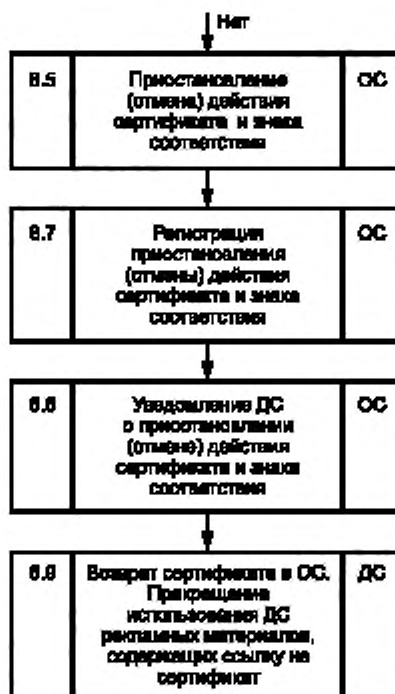 Нет
6.5
Приостановление
ОС
(отмена) действия
сертификата и знака
соответствия
6.7
Регистрация
ОС
приостановления
(отмены) действия
сертификата и знака
соответствия
6.6
Уведомление ДС
ОС
о приостановлении
(отмене) действия
сертификата и знака
соответствия
6.9
Возврат сертификата в ОС.
ДС
Прекращение
использования ДС
рекламных материалов,
содержащих ссылку на
сертификат